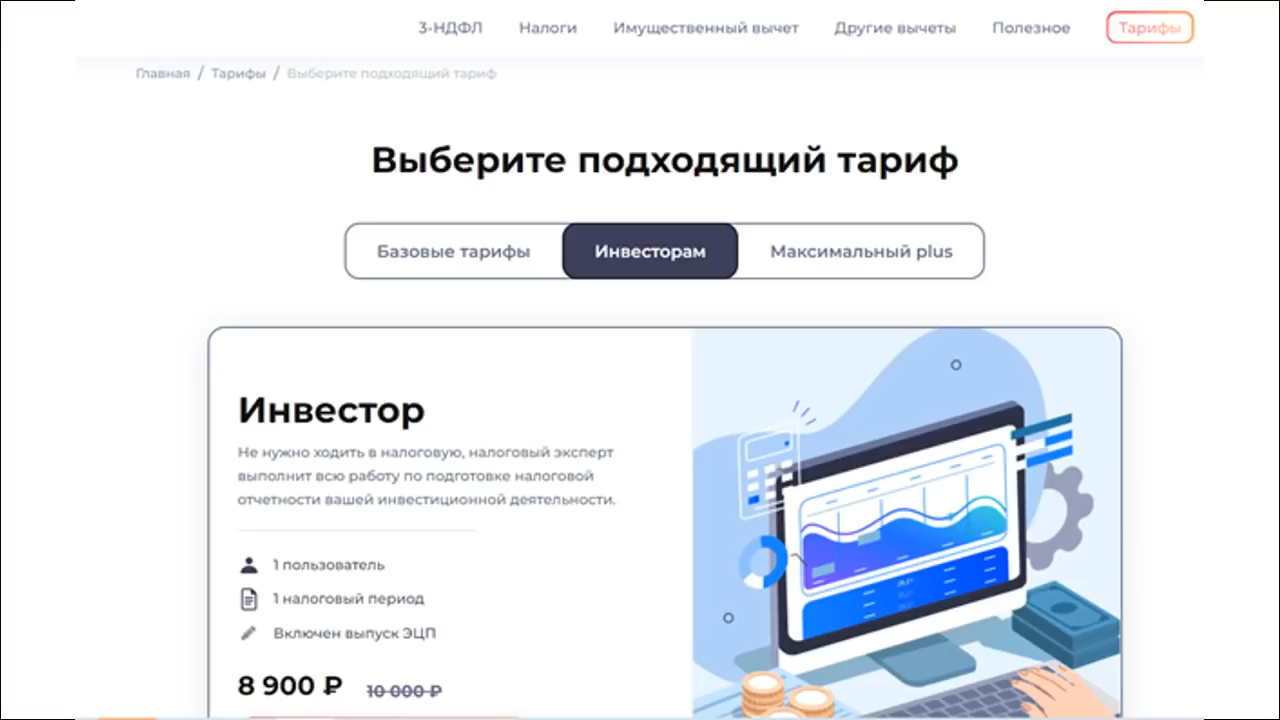 3-НДФЛ Налоги Имущественный вычет Другие вычеты Полезное Тарифы
Главная / Тарифы / Выберите подходящий тариф
Выберите подходящий тариф
Базовые тарифы Инвесторам Максимальный plus
Инвестор
Не нужно ходить в налоговую, налоговый эксперт
выполнит всю работу по подготовке налоговой
отчетности вашей инвестиционной деятельности.
1 пользователь
1 налоговый период
Включен выпуск ЭЦП
8 900 ₽ 10 000 ₽